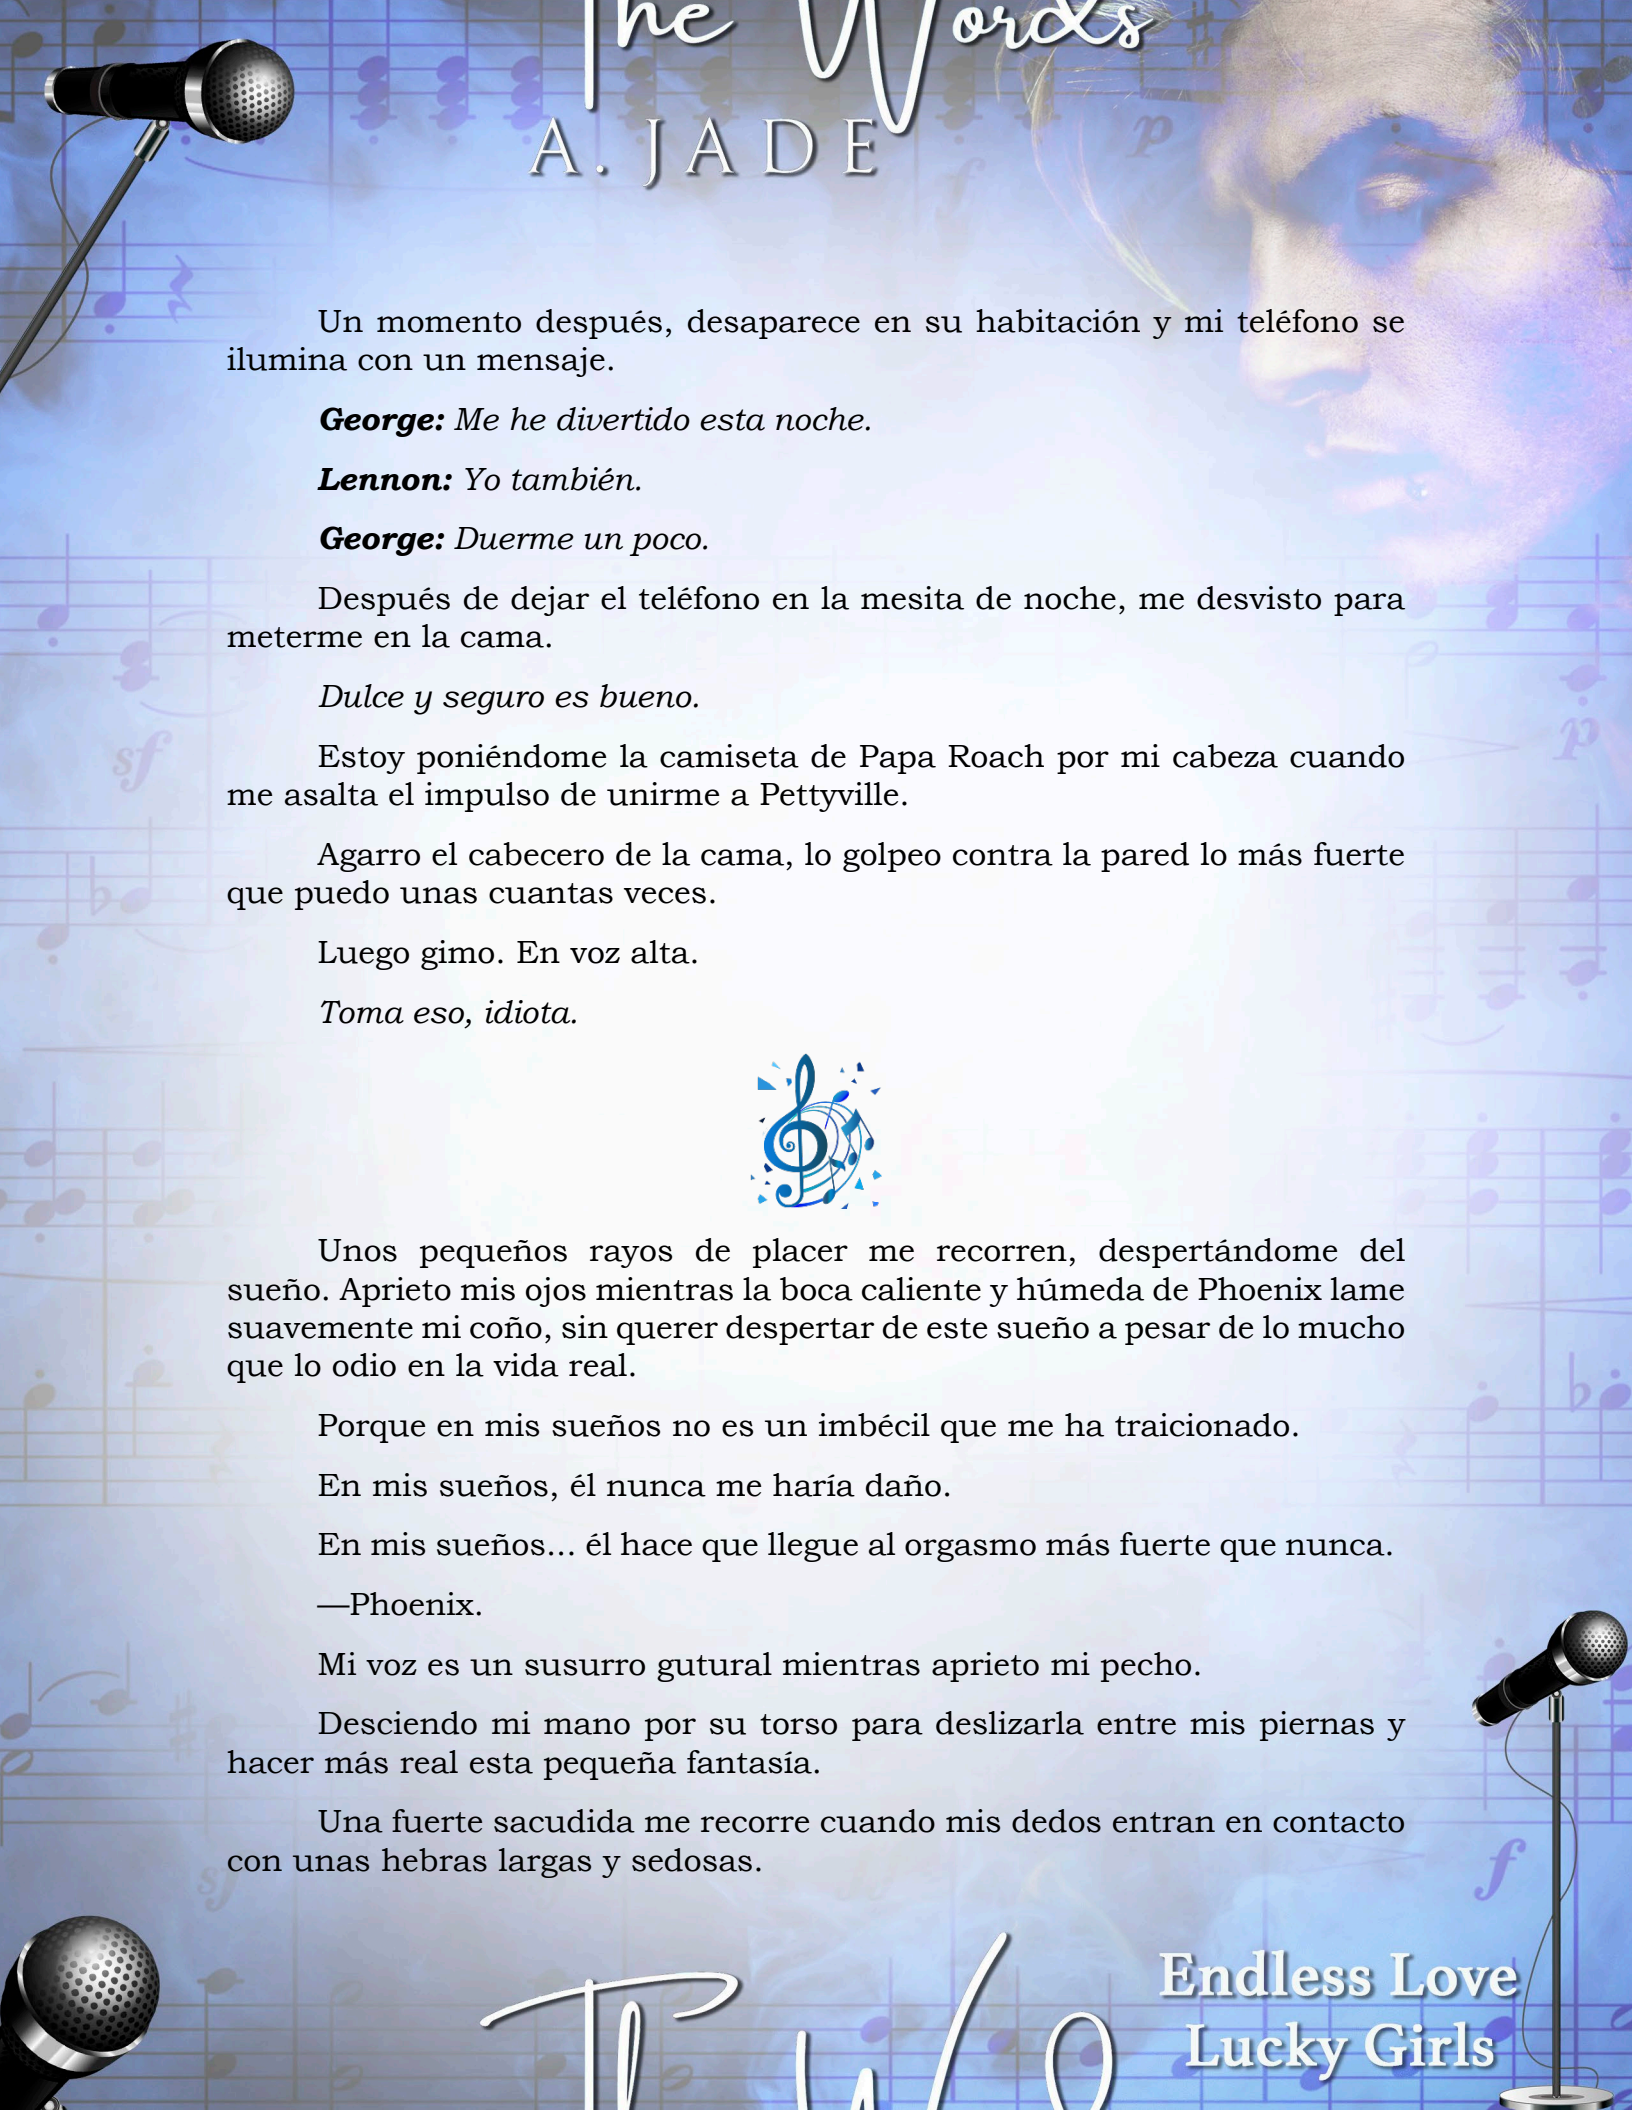 The Words
A. JADE
Un momento después, desaparece en su habitación y mi teléfono se
ilumina con un mensaje.
George: Me he divertido esta noche.
Lennon: Yo también.
George: Duerme un poco.
Después de dejar el teléfono en la mesita de noche, me desvisto para
meterme en la cama.
Dulce y seguro es bueno.
Estoy poniéndome la camiseta de Papa Roach por mi cabeza cuando
me asalta el impulso de unirme a Pettyville.
Agarro el cabecero de la cama, lo golpeo contra la pared lo más fuerte
que puedo unas cuantas veces.
Luego gimo. En voz alta.
Toma eso, idiota.
Unos pequeños rayos de placer me recorren, despertándome del
sueño. Aprieto mis ojos mientras la boca caliente y húmeda de Phoenix lame
suavemente mi coño, sin querer despertar de este sueño a pesar de lo mucho
que lo odio en la vida real.
Porque en mis sueños no es un imbécil que me ha traicionado.
En mis sueños, él nunca me haría daño.
En mis sueños... él hace que llegue al orgasmo más fuerte que nunca.
—Phoenix.
Mi voz es un susurro gutural mientras aprieto mi pecho.
Desciendo mi mano por su torso para deslizarla entre mis piernas y
hacer más real esta pequeña fantasía.
Una fuerte sacudida me recorre cuando mis dedos entran en contacto
con unas hebras largas y sedosas.
Endless Love
Lucky Girls